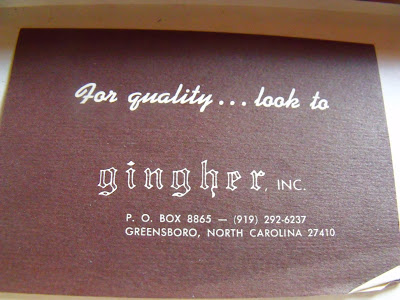 For quality... look to
gingher, INC.
P. O. BOX 8865 — (919) 292-6237
GREENSBORO, NORTH CAROLINA 27410